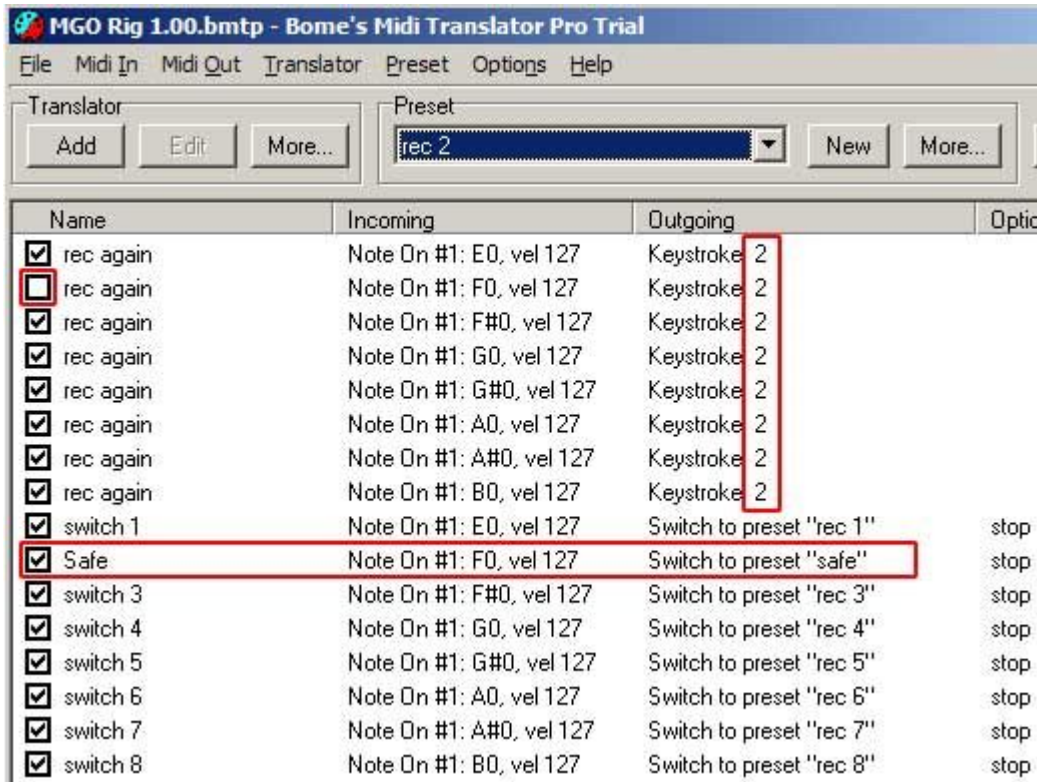 MGO Rig 1.00.bmtp - Bome's Midi Translator Pro Trial
File Midi In Midi Out Translator Preset Options Help
Translator Preset
Add Edit More... rec 2 New More...
Name Incoming Outgoing Optic
rec again Note On #1: E0, vel 127 Keystroke: 2
rec again Note On #1: F0, vel 127 Keystroke: 2
rec again Note On #1: F#0, vel 127 Keystroke: 2
rec again Note On #1: G0, vel 127 Keystroke: 2
rec again Note On #1: G#0, vel 127 Keystroke: 2
rec again Note On #1: A0, vel 127 Keystroke: 2
rec again Note On #1: A#0, vel 127 Keystroke: 2
rec again Note On #1: B0, vel 127 Keystroke: 2
switch 1 Note On #1: E0, vel 127 Switch to preset "rec 1" stop
Safe Note On #1: F0, vel 127 Switch to preset "safe" stop
switch 3 Note On #1: F#0, vel 127 Switch to preset "rec 3" stop
switch 4 Note On #1: G0, vel 127 Switch to preset "rec 4" stop
switch 5 Note On #1: G#0, vel 127 Switch to preset "rec 5" stop
switch 6 Note On #1: A0, vel 127 Switch to preset "rec 6" stop
switch 7 Note On #1: A#0, vel 127 Switch to preset "rec 7" stop
switch 8 Note On #1: B0, vel 127 Switch to preset "rec 8" stop